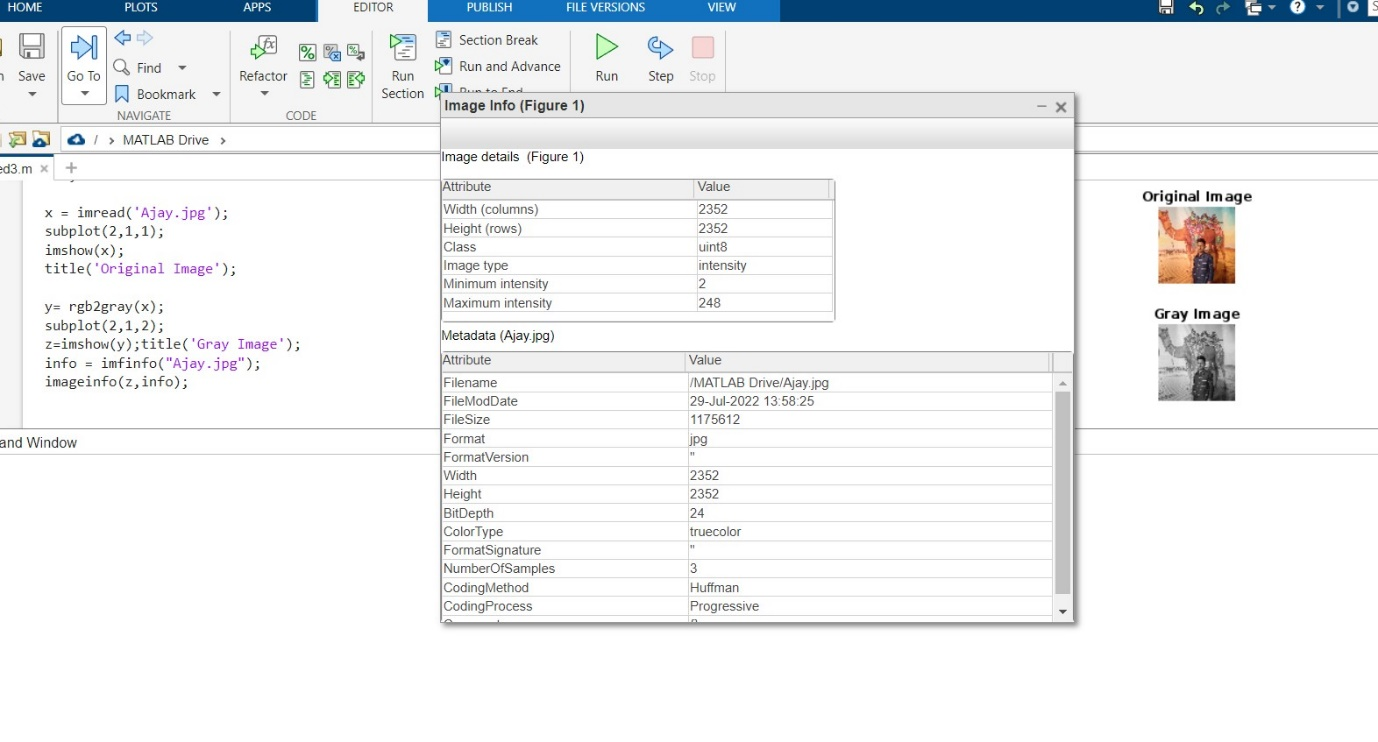 HOME PLOTS APPS EDITOR PUBLISH FILE VERSIONS VIEW
Save
Go To
Find
Bookmark
NAVIGATE
Refactor
CODE
Run
Section
Section Break
Run and Advance
Run to End
Run
Step
Stop
/ › MATLAB Drive ›
ed3.m × +
x = imread('Ajay.jpg');
subplot(2,1,1);
imshow(x);
title('Original Image');
y= rgb2gray(x);
subplot(2,1,2);
z=imshow(y);title('Gray Image');
info = imfinfo("Ajay.jpg");
imageinfo(z,info);
and Window
Image Info (Figure 1)
Image details (Figure 1)
Attribute Value
Width (columns) 2352
Height (rows) 2352
Class uint8
Image type intensity
Minimum intensity 2
Maximum intensity 248
Metadata (Ajay.jpg)
Attribute Value
Filename /MATLAB Drive/Ajay.jpg
FileModDate 29-Jul-2022 13:58:25
FileSize 1175612
Format jpg
FormatVersion "
Width 2352
Height 2352
BitDepth 24
ColorType truecolor
FormatSignature "
NumberOfSamples 3
CodingMethod Huffman
CodingProcess Progressive
Original Image
Gray Image